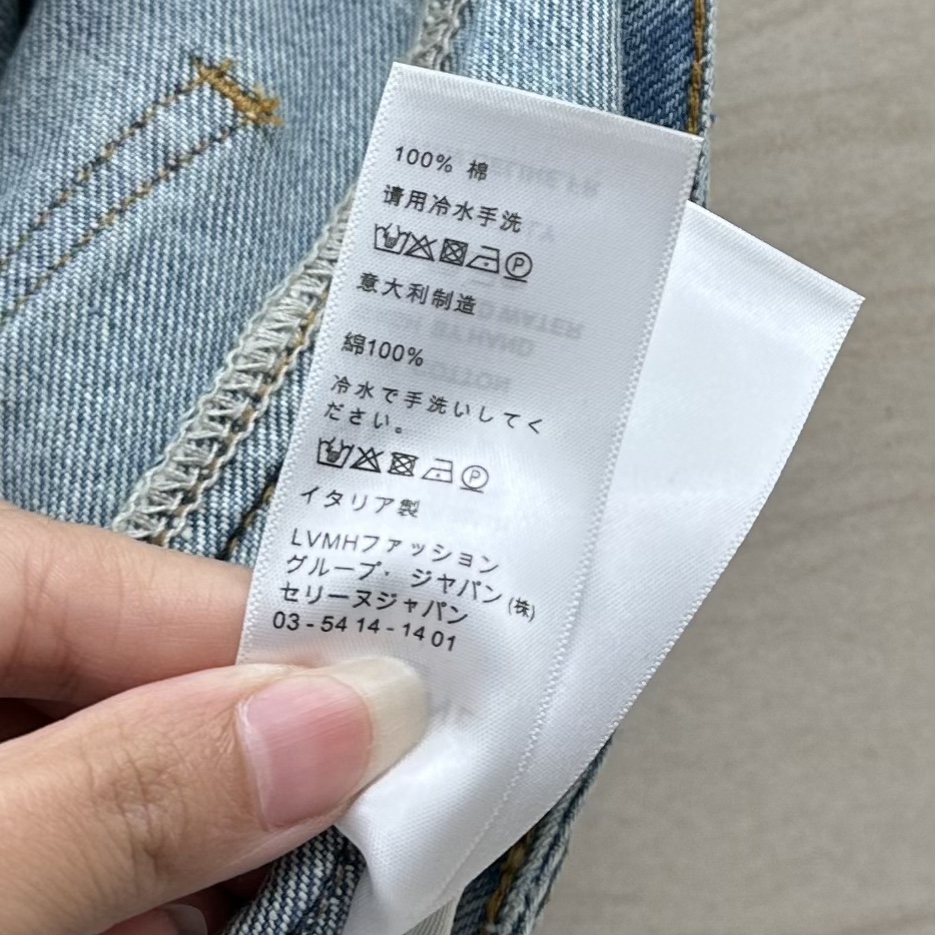 100% 棉
请用冷水手洗
P
意大利制造
綿100%
冷水で手洗いしてく
ださい。
P
イタリア製
LVMHファッション
グループ・ジャパン(株)
セリーヌジャパン
03-5414-1401